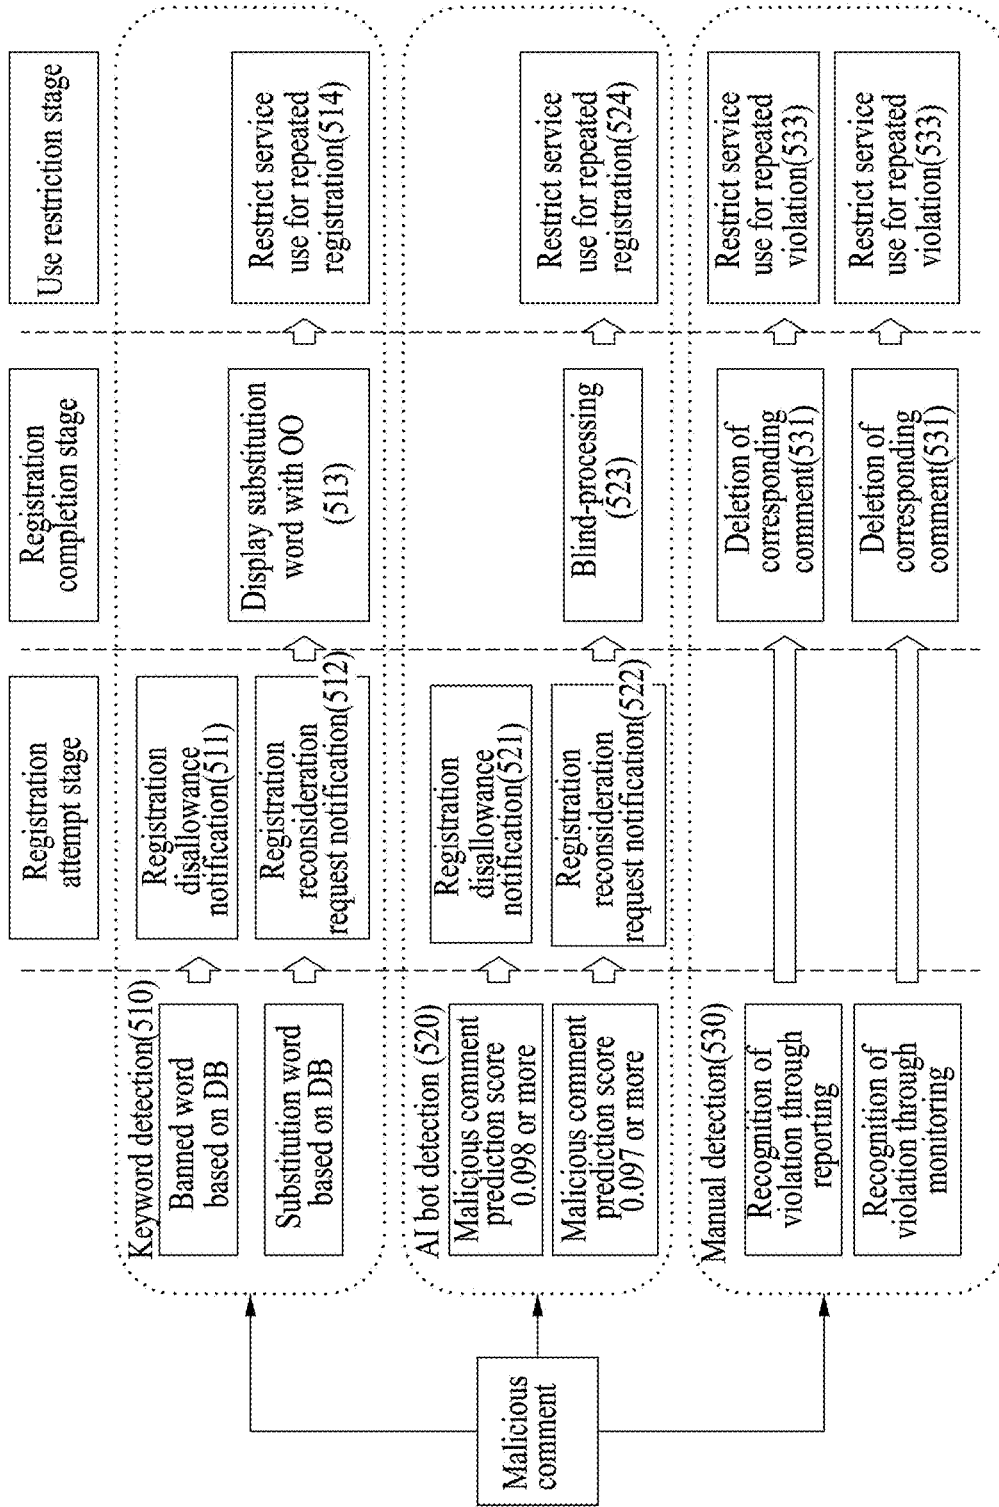 Registration
attempt stage
Registration
completion stage
Use restriction stage
Malicious
comment
Keyword detection(510)
Banned word
based on DB
Registration
disallowance
notification(511)
Substitution word
based on DB
Registration
reconsideration
request notification(512)
Display substitution
word with OO
(513)
Restrict service
use for repeated
registration(514)
AI bot detection (520)
Malicious comment
prediction score
0.098 or more
Registration
disallowance
notification(521)
Malicious comment
prediction score
0.097 or more
Registration
reconsideration
request notification(522)
Blind-processing
(523)
Restrict service
use for repeated
registration(524)
Manual detection(530)
Recognition of
violation through
reporting
Deletion of
corresponding
comment(531)
Restrict service
use for repeated
violation(533)
Recognition of
violation through
monitoring
Deletion of
corresponding
comment(531)
Restrict service
use for repeated
violation(533)